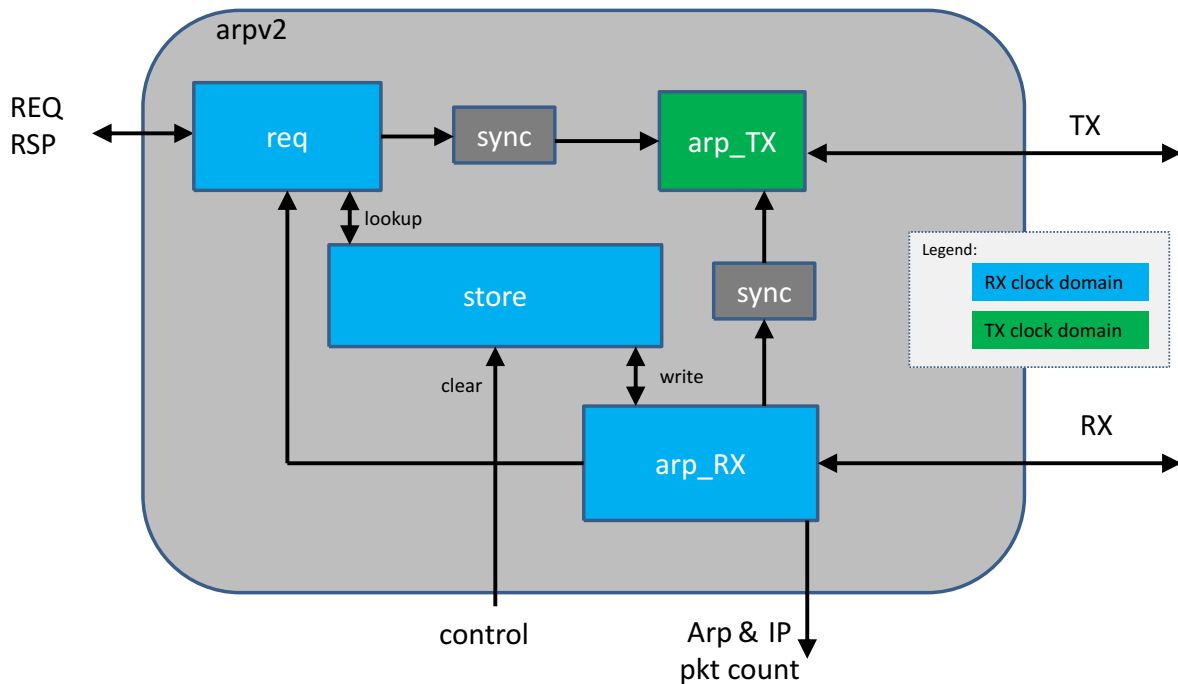 arpv2
REQ
RSP
req
sync
arp_TX
TX
lookup
Legend:
RX clock domain
store
sync
TX clock domain
clear
write
RX
arp_RX
control
Arp & IP
pkt count